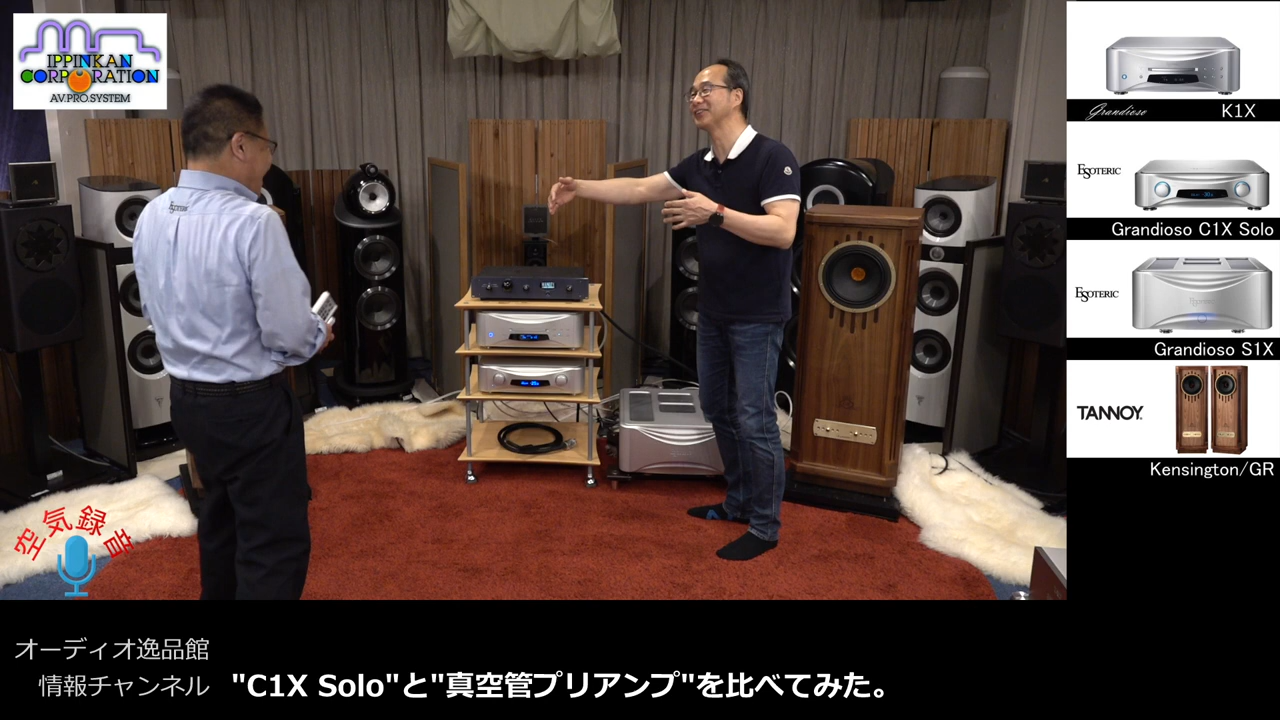 IPPINKAN
CORPORATION
AV.PRO.SYSTEM
Grandioso K1X
ESOTERIC
Grandioso C1X Solo
ESOTERIC
Grandioso S1X
TANNOY
Kensington/GR
空気録音
オーディオ逸品館
情報チャンネル
"C1X Solo"と"真空管プリアンプ"を比べてみた。